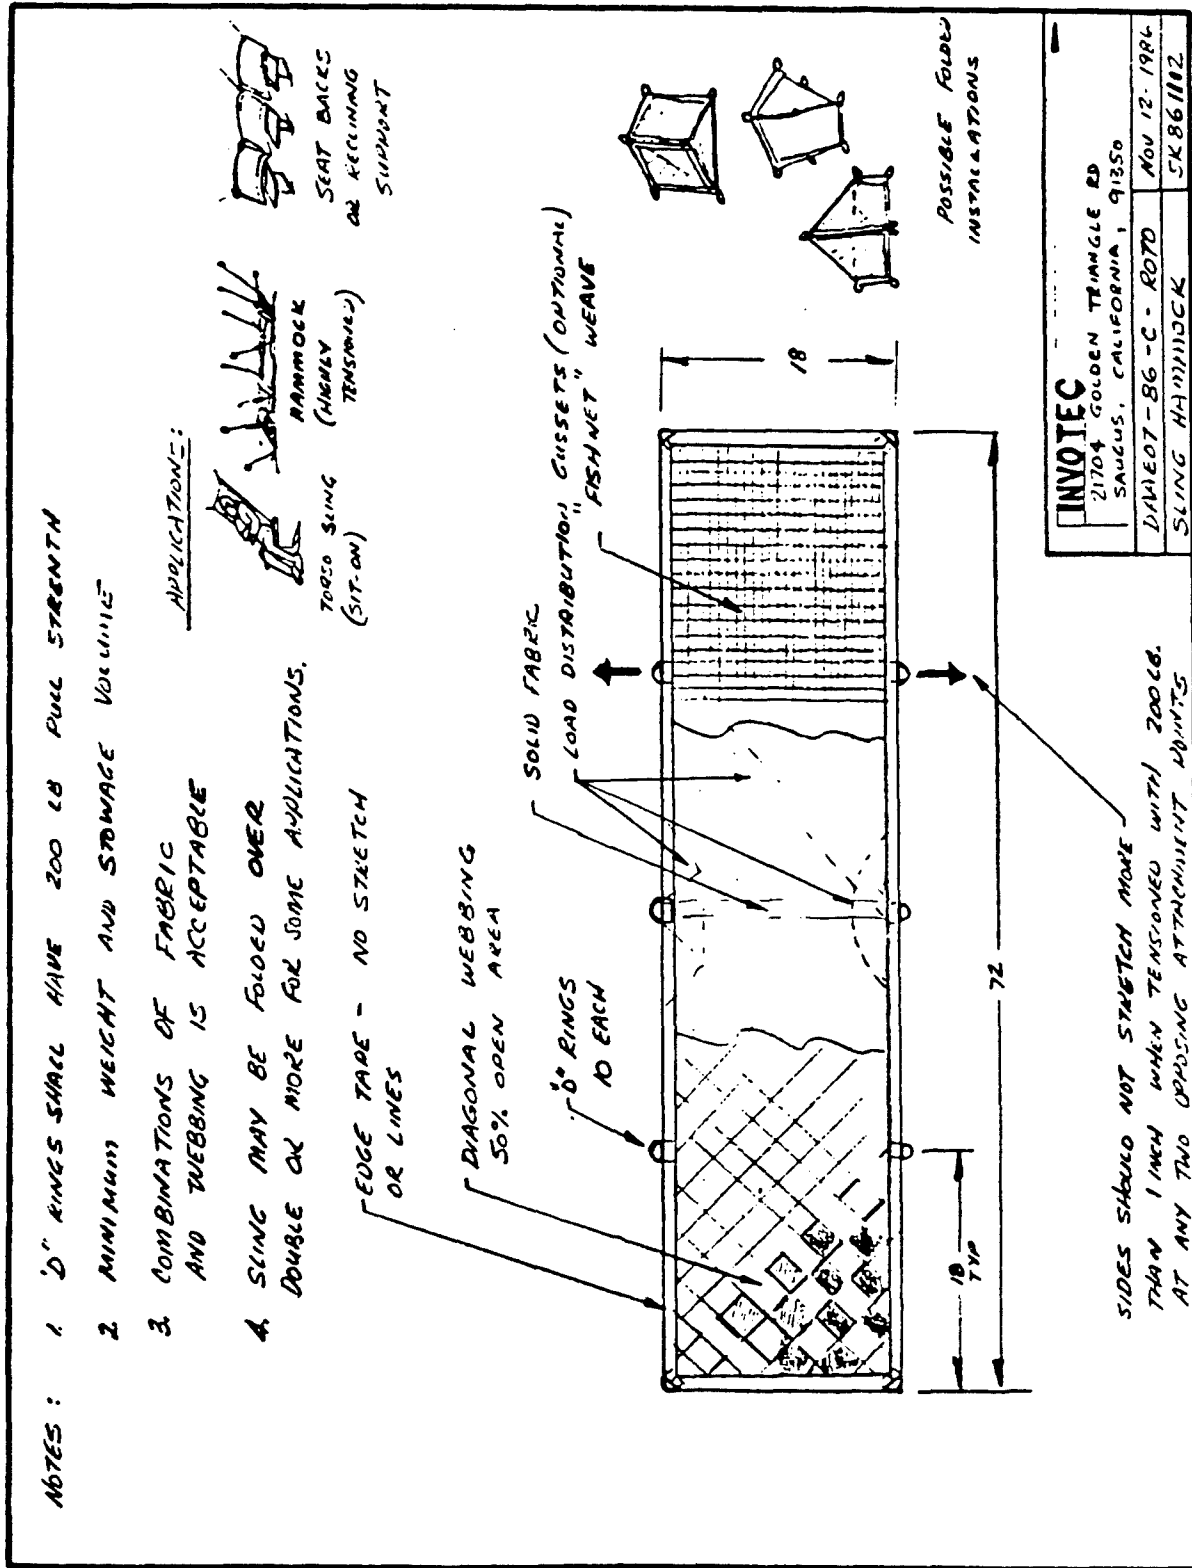 NOTES :
1. "D" RINGS SHALL HAVE 200 LB PULL STRENTH
2 MINIMUM WEIGHT AND STOWAGE VOLUME
3. COMBINATIONS OF FABRIC
AND WEBBING IS ACCEPTABLE
4. SLING MAY BE FOLDED OVER
DOUBLE OR MORE FOR SOME APPLICATIONS.
APPLICATIONS:
TORSO SLING
(SIT-ON)
HAMMOCK
(HIGHLY
TENSIONED)
SEAT BACKS
OR RECLINING
SUPPORT
EDGE TAPE - NO STRETCH
OR LINES
DIAGONAL WEBBING
50% OPEN AREA
"D" RINGS
10 EACH
SOLID FABRIC
LOAD DISTRIBUTION GUSSETS (OPTIONAL)
"FISHNET" WEAVE
18
18
TYP
72
POSSIBLE FOLDED
INSTALLATIONS
SIDES SHOULD NOT STRETCH MORE
THAN 1 INCH WHEN TENSIONED WITH 200 LB.
AT ANY TWO OPPOSING ATTACHMENT POINTS
INVOTEC
21704 GOLDEN TRIANGLE RD
SAUGUS, CALIFORNIA, 91350
DAAE07-86-C-R070
NOV 12-1986
SLING HAMMOCK
SK861112